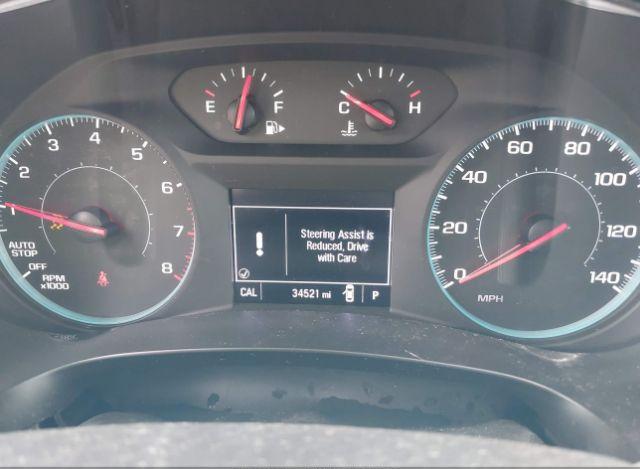 E F
C H
1 2 3 4 5 6 7 8
AUTO
STOP
OFF
RPM
x1000
Steering Assist is
Reduced, Drive
with Care
CAL 34521 mi P
0 20 40 60 80 100 120 140
MPH